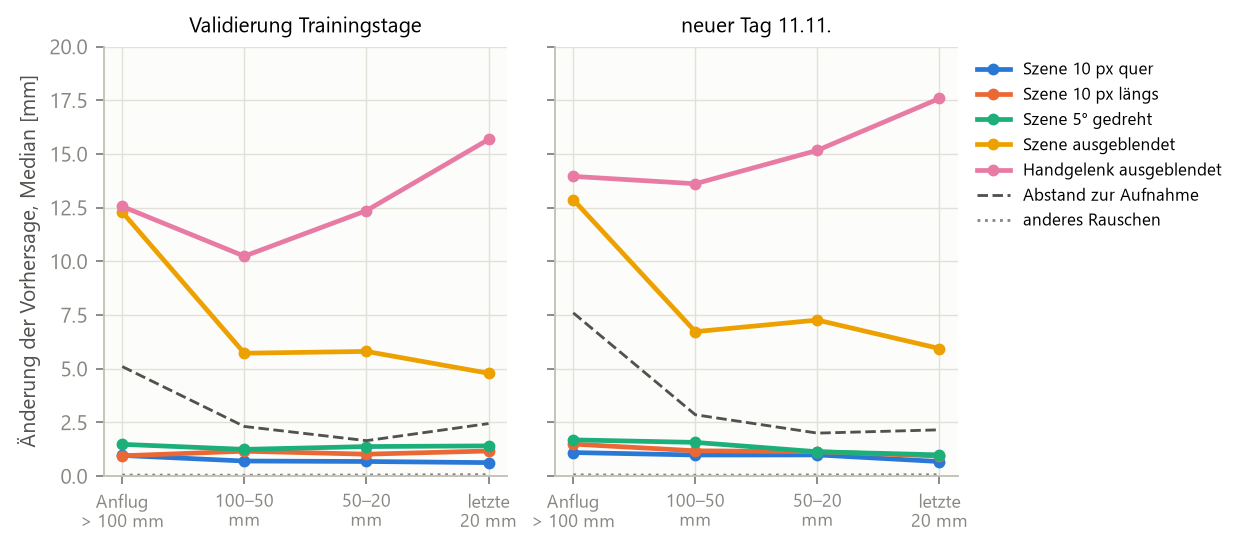 Validierung Trainingstage
neuer Tag 11.11.
Änderung der Vorhersage, Median [mm]
20.0
17.5
15.0
12.5
10.0
7.5
5.0
2.5
0.0
Anflug
> 100 mm
100–50
mm
50–20
mm
letzte
20 mm
Anflug
> 100 mm
100–50
mm
50–20
mm
letzte
20 mm
Szene 10 px quer
Szene 10 px längs
Szene 5° gedreht
Szene ausgeblendet
Handgelenk ausgeblendet
Abstand zur Aufnahme
anderes Rauschen